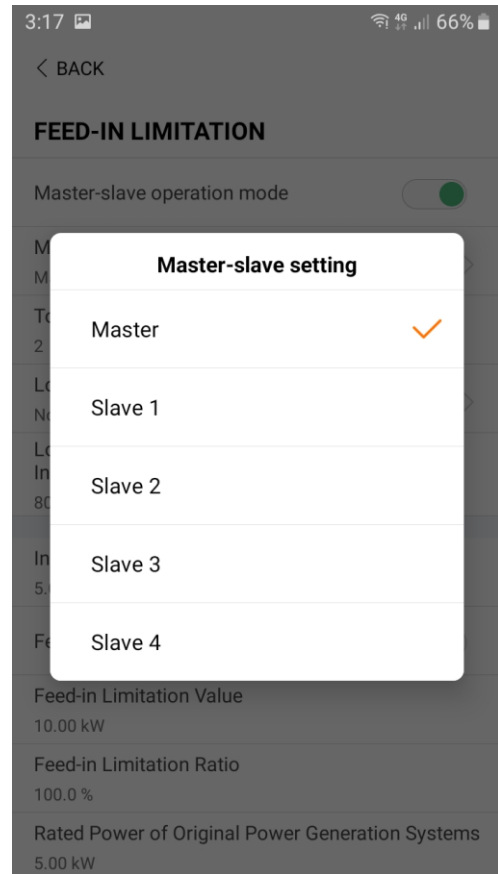 3:17 4G 66%
< BACK
FEED-IN LIMITATION
Master-slave operation mode
Master-slave setting
Master
Slave 1
Slave 2
Slave 3
Slave 4
2
Feed-in Limitation Value
10.00 kW
Feed-in Limitation Ratio
100.0 %
Rated Power of Original Power Generation Systems
5.00 kW